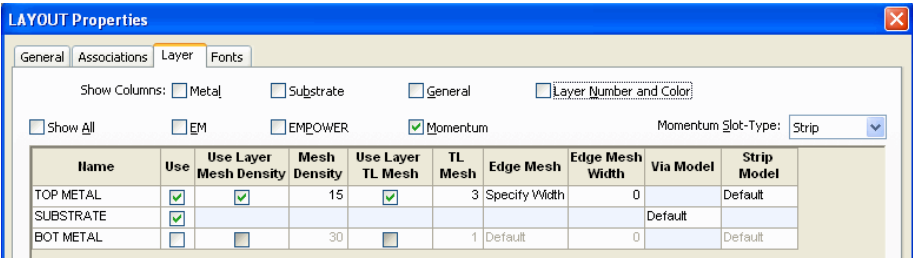 LAYOUT Properties
General Associations Layer Fonts
Show Columns: Metal Substrate General Layer Number and Color
Show All EM EMPOWER Momentum Momentum Slot-Type: Strip
Name Use Use Layer Mesh Density Mesh Density Use Layer TL Mesh TL Mesh Edge Mesh Edge Mesh Width Via Model Strip Model
TOP METAL 15 3 Specify Width 0 Default
SUBSTRATE Default
BOT METAL 30 1 Default 0 Default